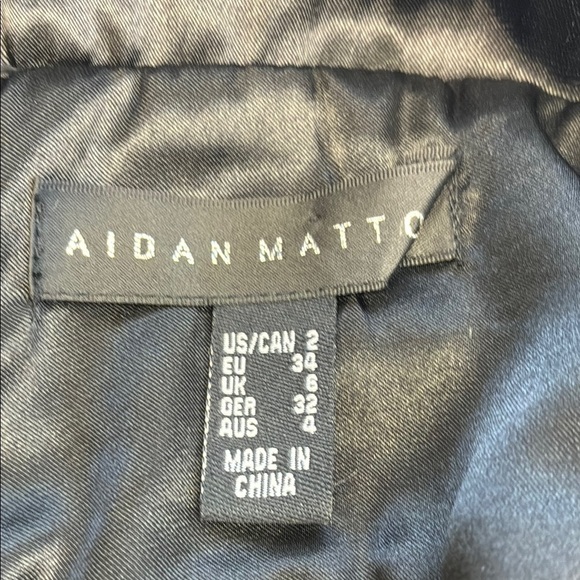 AIDAN MATTO
US/CAN 2
EU 34
UK 6
GER 32
AUS 4
MADE IN
CHINA